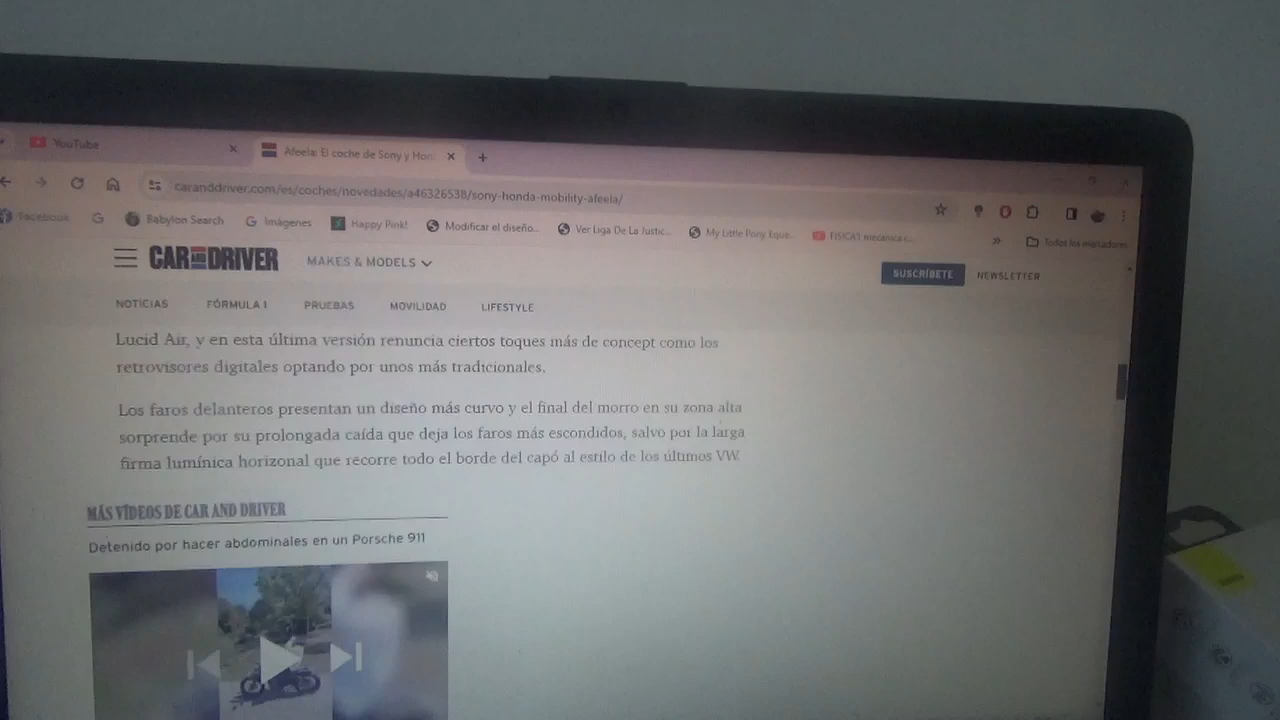 YouTube
Afeela: El coche de Sony y Hon
caranddriver.com/es/coches/novedades/a46326538/sony-honda-mobility-afeela/
Facebook
Babylon Search
Imágenes
Happy Pink!
Modificar el diseño...
Ver Liga De La Justic...
My Little Pony Eque...
FISICA1 mecanica c...
Todos los marcadores
CAR AND DRIVER
MAKES & MODELS
SUSCRÍBETE
NEWSLETTER
NOTICIAS FÓRMULA 1 PRUEBAS MOVILIDAD LIFESTYLE
Lucid Air, y en esta última versión renuncia ciertos toques más de concept como los
retrovisores digitales optando por unos más tradicionales.
Los faros delanteros presentan un diseño más curvo y el final del morro en su zona alta
sorprende por su prolongada caída que deja los faros más escondidos, salvo por la larga
firma lumínica horizonal que recorre todo el borde del capó al estilo de los últimos VW.
MÁS VÍDEOS DE CAR AND DRIVER
Detenido por hacer abdominales en un Porsche 911